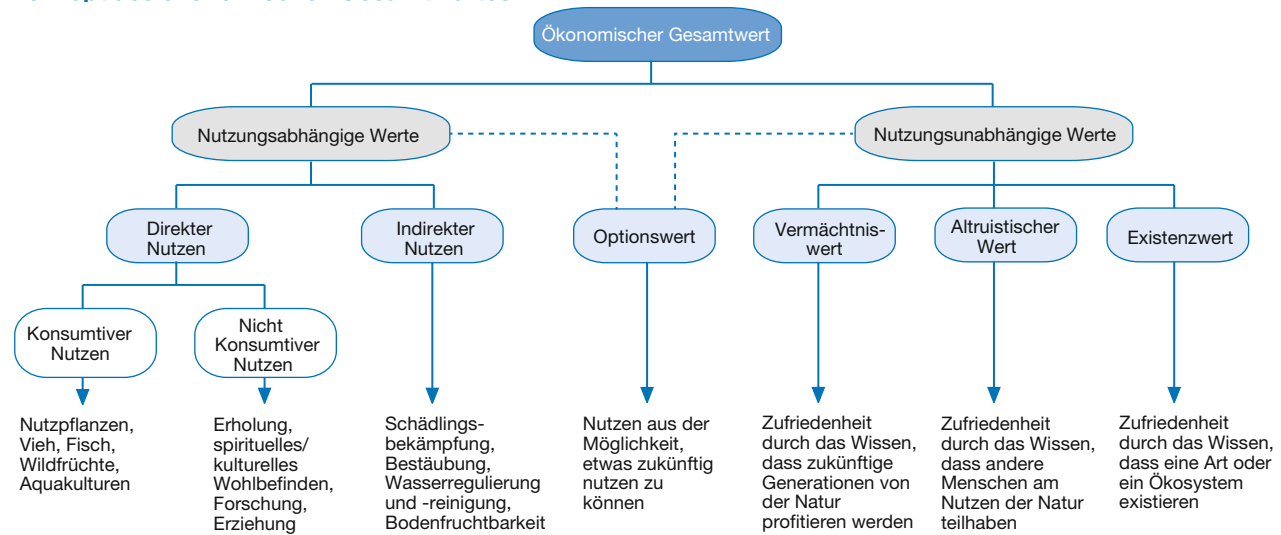 Ökonomischer Gesamtwert
Nutzungsabhängige Werte
Nutzungsunabhängige Werte
Direkter
Nutzen
Indirekter
Nutzen
Optionswert
Vermächtnis-
wert
Altruistischer
Wert
Existenzwert
Konsumtiver
Nutzen
Nicht
Konsumtiver
Nutzen
Nutzpflanzen,
Vieh, Fisch,
Wildfrüchte,
Aquakulturen
Erholung,
spirituelles/
kulturelles
Wohlbefinden,
Forschung,
Erziehung
Schädlings-
bekämpfung,
Bestäubung,
Wasserregulierung
und -reinigung,
Bodenfruchtbarkeit
Nutzen aus der
Möglichkeit,
etwas zukünftig
nutzen zu
können
Zufriedenheit
durch das Wissen,
dass zukünftige
Generationen von
der Natur
profitieren werden
Zufriedenheit
durch das Wissen,
dass andere
Menschen am
Nutzen der Natur
teilhaben
Zufriedenheit
durch das Wissen,
dass eine Art oder
ein Ökosystem
existieren